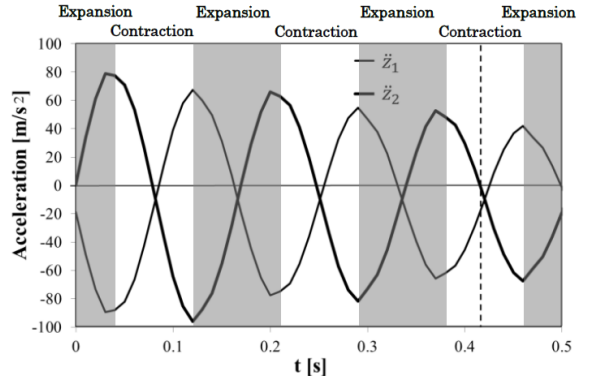 Expansion Expansion Expansion Expansion
Contraction Contraction Contraction
100
80
60
40
20
0
-20
-40
-60
-80
-100
Acceleration [m/s²]
z̈₁
z̈₂
0 0.1 0.2 0.3 0.4 0.5
t [s]